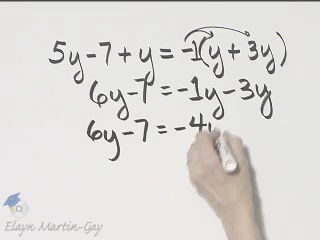 5y-7+y = -1(y+3y)
6y-7 = -1y-3y
6y-7 = -4
Elayn Martin-Gay